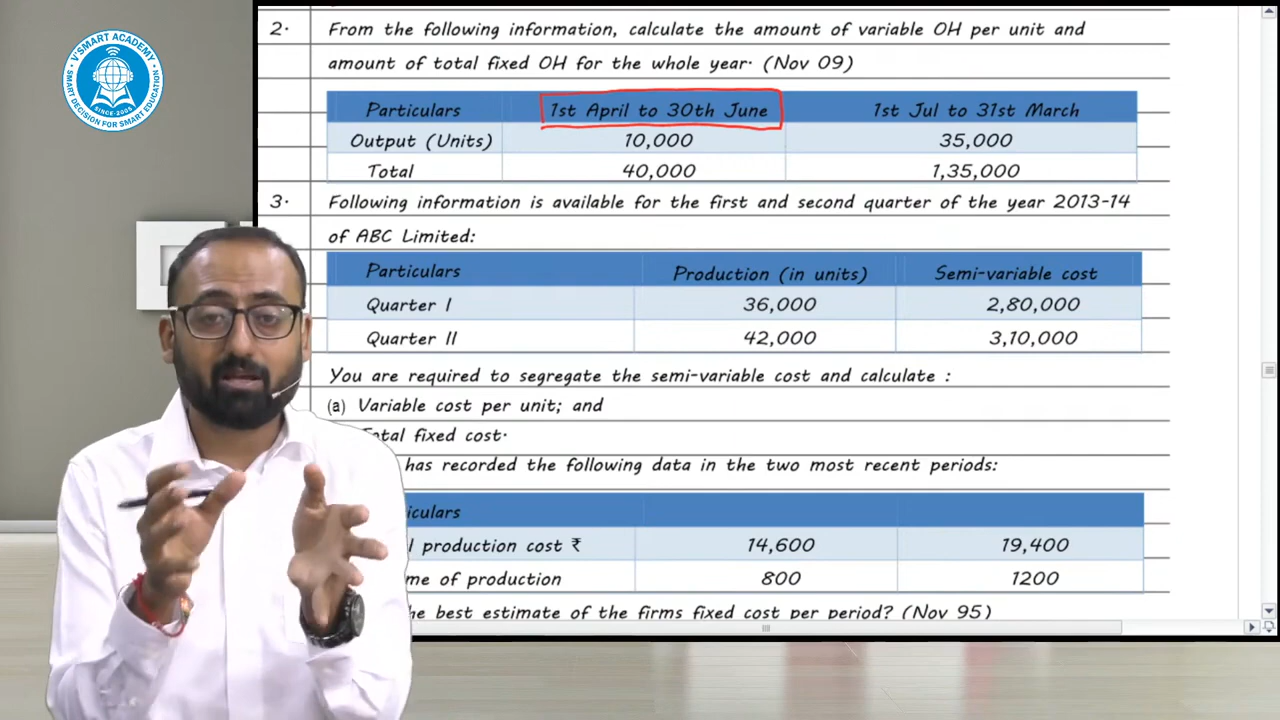 V'SMART ACADEMY
SINCE-2005
SMART DECISION FOR SMART EDUCATION
2. From the following information, calculate the amount of variable OH per unit and
amount of total fixed OH for the whole year. (Nov 09)
Particulars 1st April to 30th June 1st Jul to 31st March
Output (Units) 10,000 35,000
Total 40,000 1,35,000
3. Following information is available for the first and second quarter of the year 2013-14
of ABC Limited:
Particulars Production (in units) Semi-variable cost
Quarter I 36,000 2,80,000
Quarter II 42,000 3,10,000
You are required to segregate the semi-variable cost and calculate :
(a) Variable cost per unit; and
Total fixed cost.
has recorded the following data in the two most recent periods:
iculars
l production cost ₹ 14,600 19,400
me of production 800 1200
he best estimate of the firms fixed cost per period? (Nov 95)